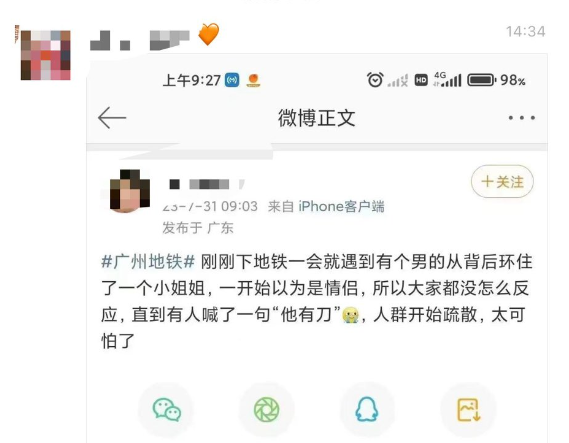 14:34
上午9:27
HD 4G 98%
微博正文
+关注
23-7-31 09:03 来自 iPhone客户端
发布于 广东
#广州地铁# 刚刚下地铁一会就遇到有个男的从背后环住
了一个小姐姐，一开始以为是情侣，所以大家都没怎么反
应，直到有人喊了一句“他有刀”，人群开始疏散，太可
怕了